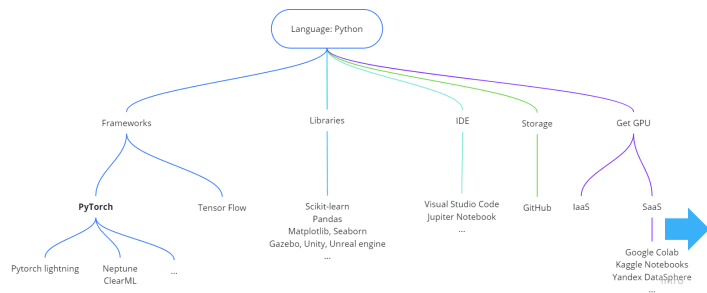 Language: Python
Frameworks
Libraries
IDE
Storage
Get GPU
PyTorch
Tensor Flow
Scikit-learn
Pandas
Matplotlib, Seaborn
Gazebo, Unity, Unreal engine
...
Visual Studio Code
Jupiter Notebook
...
GitHub
IaaS
SaaS
Pytorch lightning
Neptune
ClearML
...
Google Colab
Kaggle Notebooks
Yandex DataSphere
...